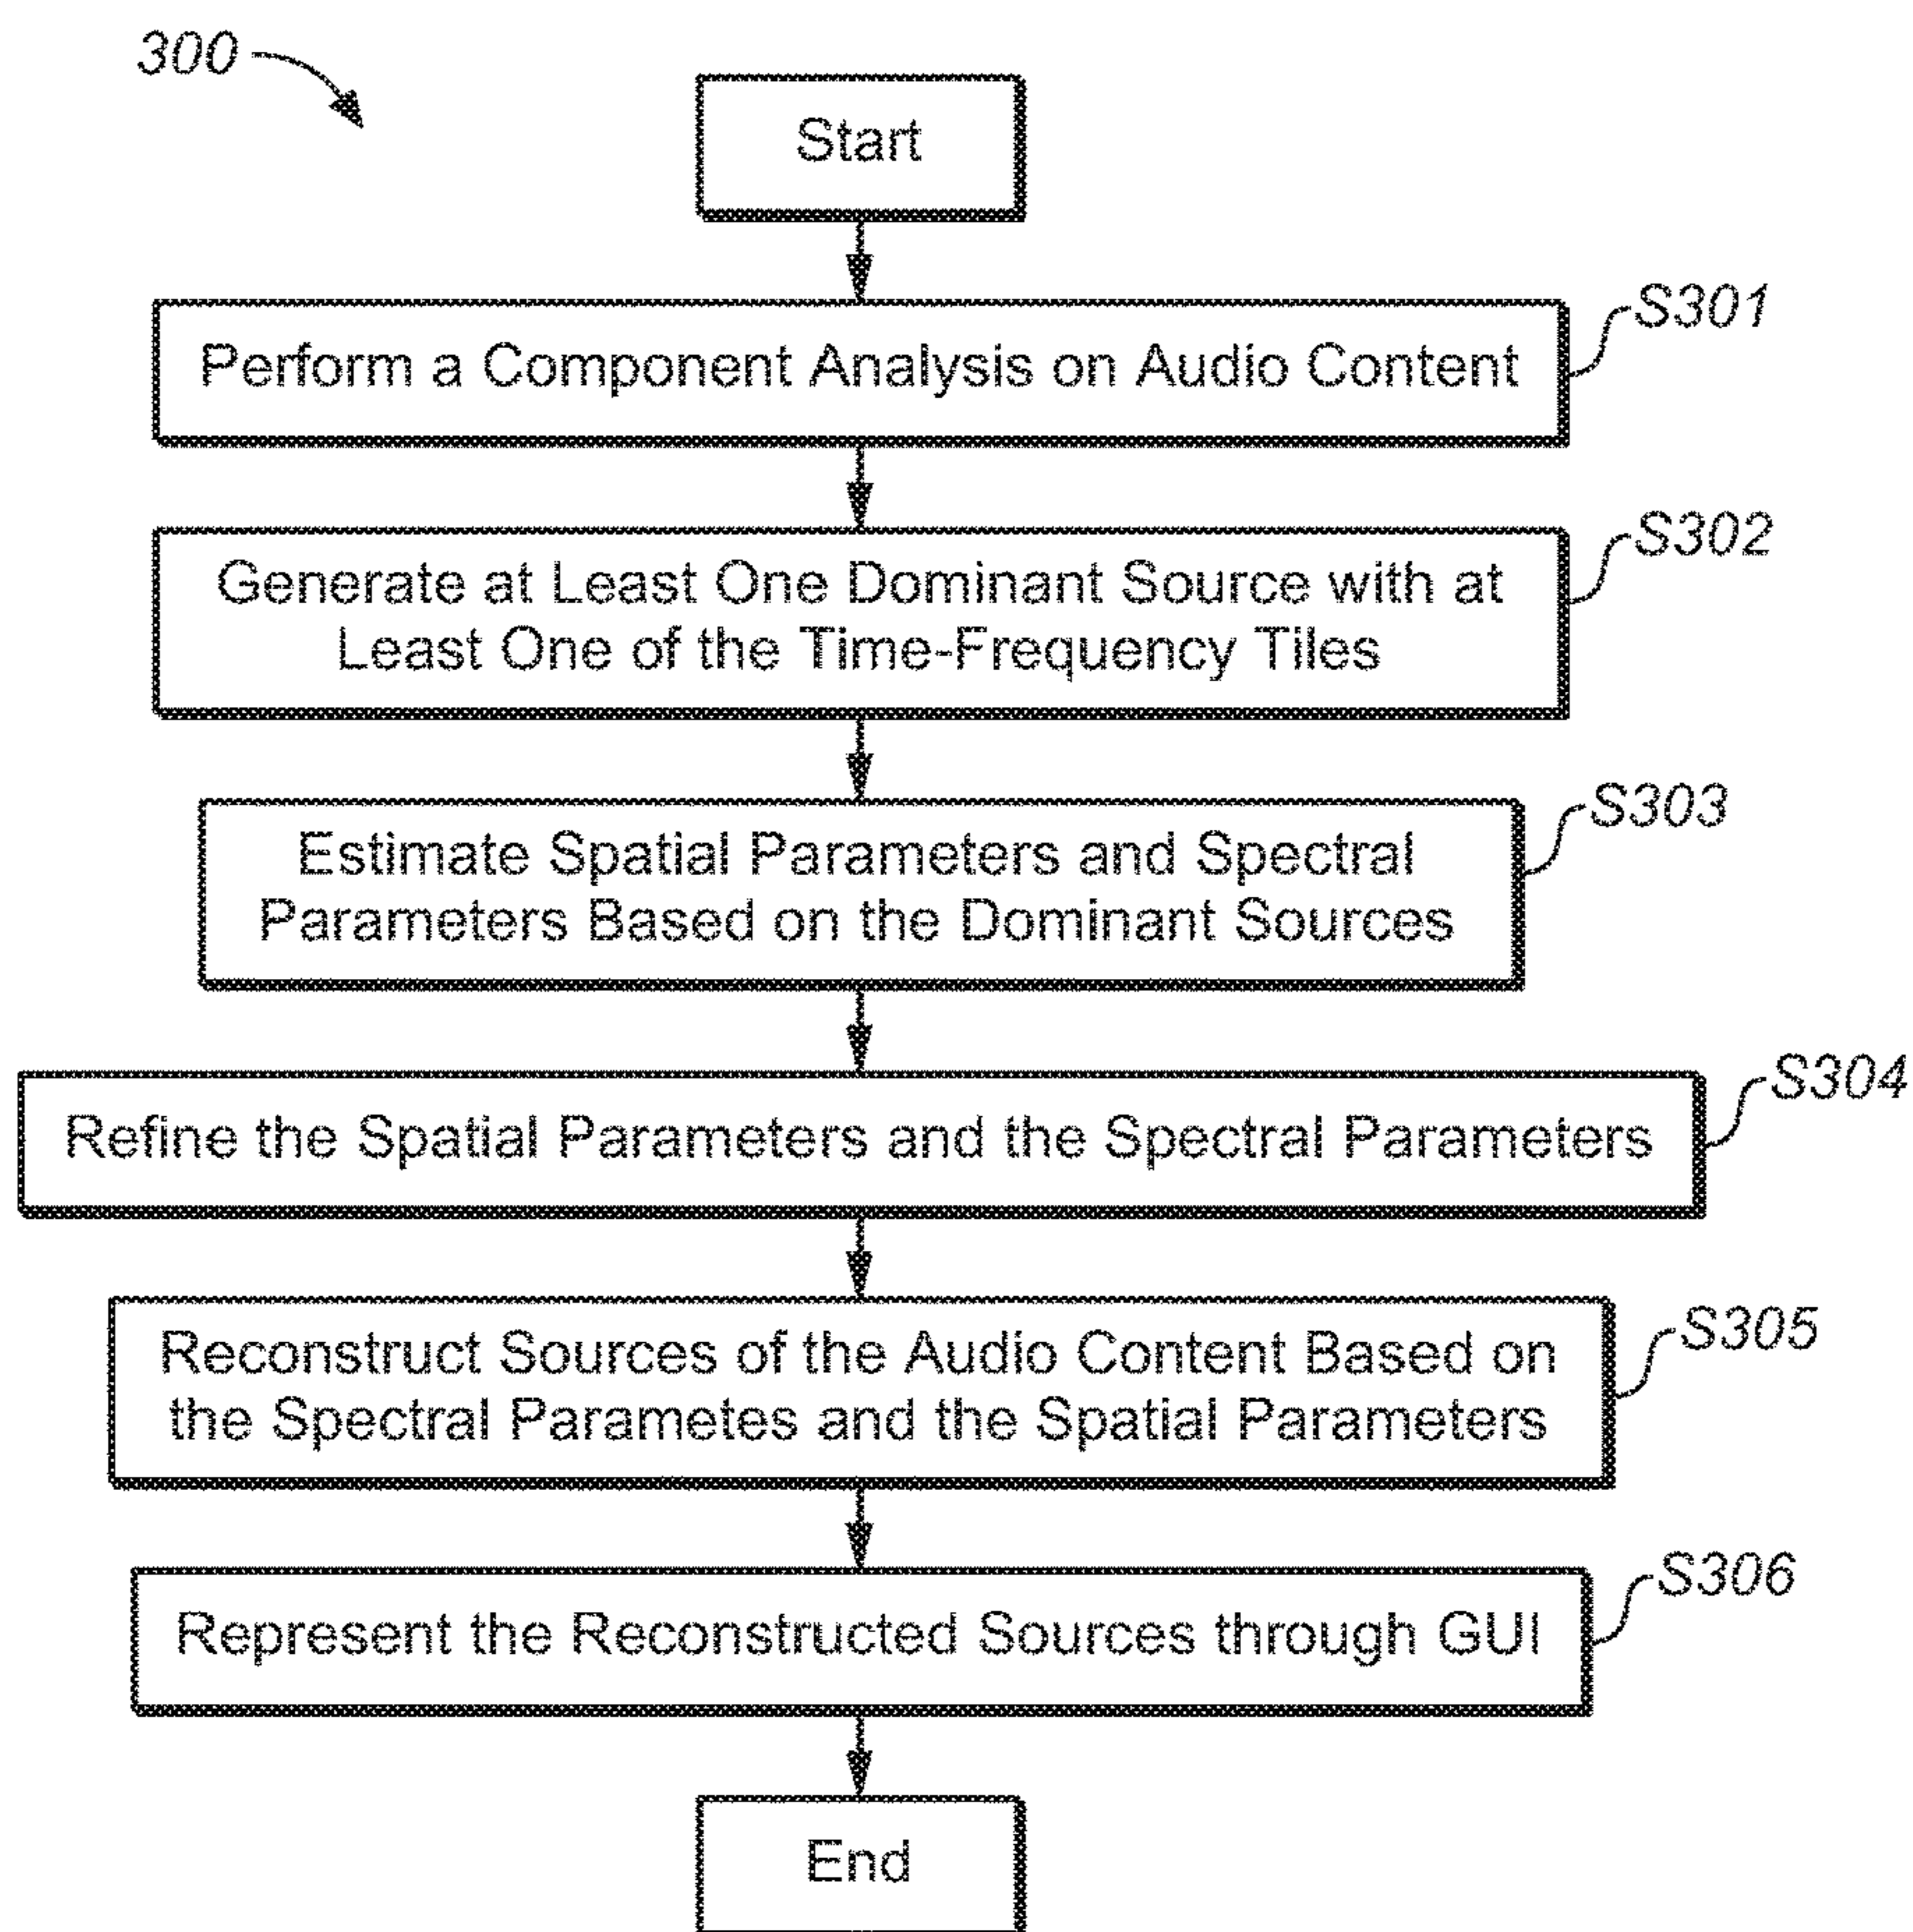 300
Start
Perform a Component Analysis on Audio Content
S301
Generate at Least One Dominant Source with at
Least One of the Time-Frequency Tiles
S302
Estimate Spatial Parameters and Spectral
Parameters Based on the Dominant Sources
S303
Refine the Spatial Parameters and the Spectral Parameters
S304
Reconstruct Sources of the Audio Content Based on
the Spectral Parametes and the Spatial Parameters
S305
Represent the Reconstructed Sources through GUI
S306
End